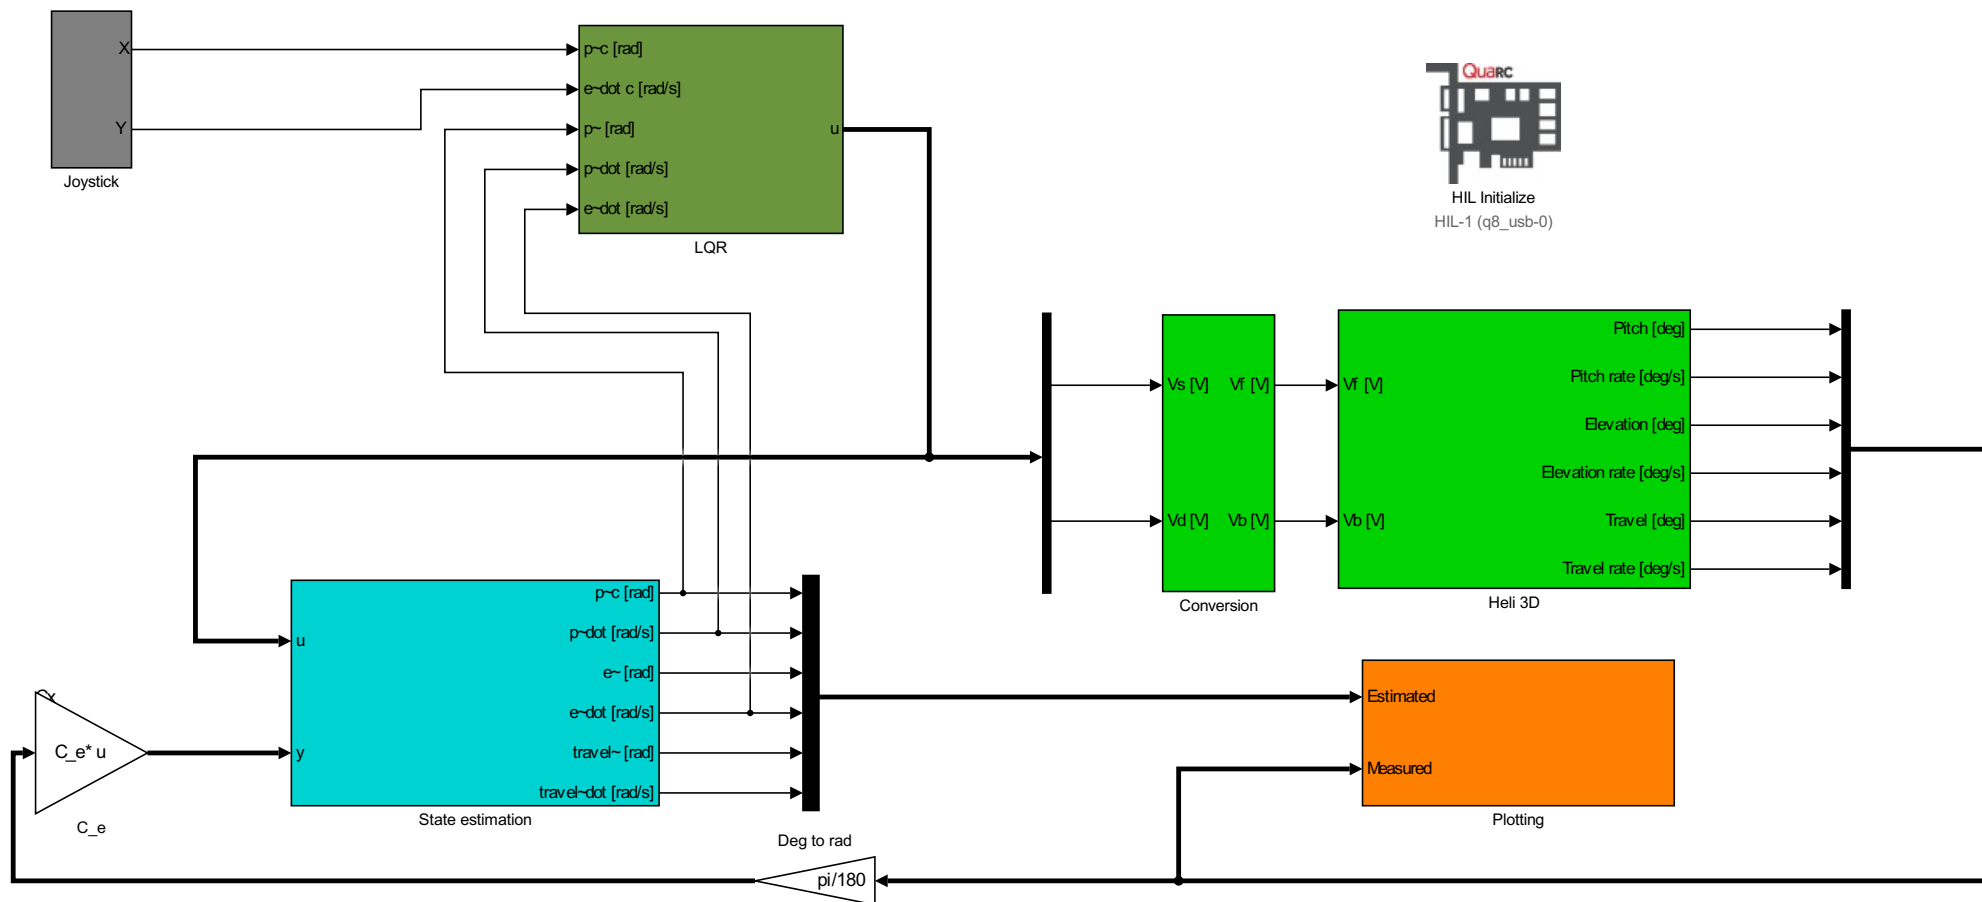 X
Y
Joystick
p~c [rad]
e~dot c [rad/s]
p~ [rad]
p~dot [rad/s]
e~dot [rad/s]
u
LQR
QuaRC
HIL Initialize
HIL-1 (q8_usb-0)
Vs [V]
Vd [V]
Vf [V]
Vb [V]
Conversion
Vf [V]
Vb [V]
Pitch [deg]
Pitch rate [deg/s]
Elevation [deg]
Elevation rate [deg/s]
Travel [deg]
Travel rate [deg/s]
Heli 3D
u
y
p~c [rad]
p~dot [rad/s]
e~ [rad]
e~dot [rad/s]
travel~ [rad]
travel~dot [rad/s]
State estimation
C_e* u
C_e
Estimated
Measured
Plotting
Deg to rad
pi/180